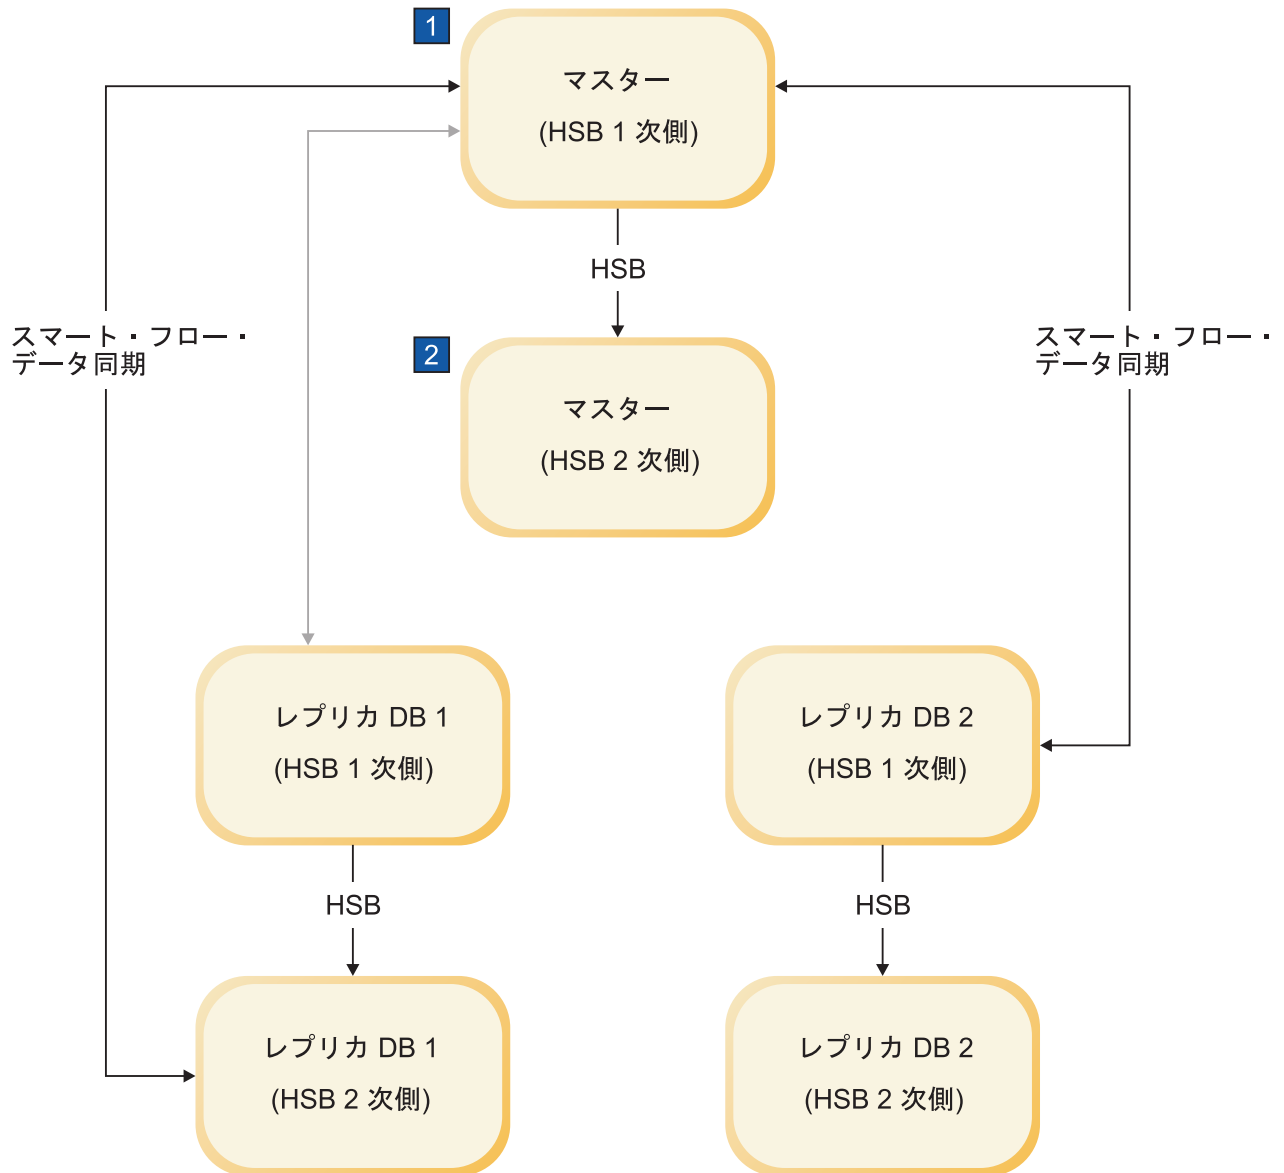 1
マスター
(HSB 1 次側)
HSB
スマート・フロー・
データ同期
スマート・フロー・
データ同期
2
マスター
(HSB 2 次側)
レプリカ DB 1
(HSB 1 次側)
レプリカ DB 2
(HSB 1 次側)
HSB
HSB
レプリカ DB 1
(HSB 2 次側)
レプリカ DB 2
(HSB 2 次側)